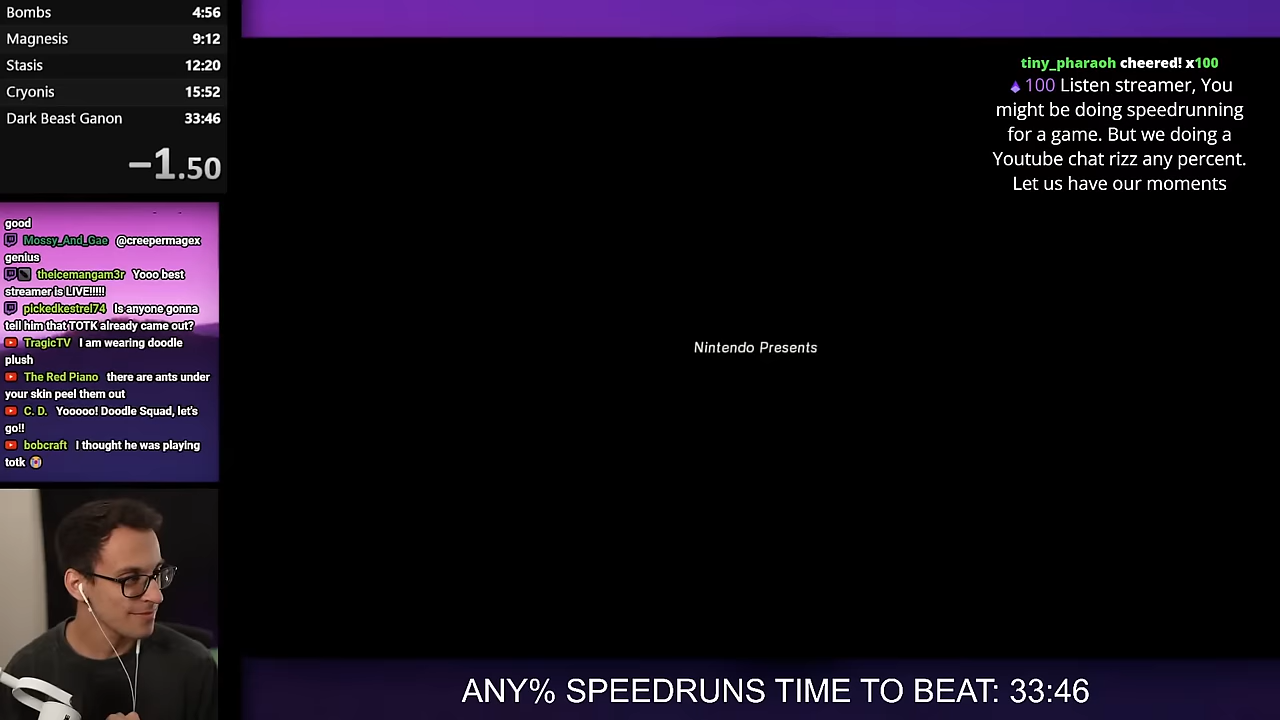 Bombs 4:56
Magnesis 9:12
Stasis 12:20
Cryonis 15:52
Dark Beast Ganon 33:46
−1.50
good
Mossy_And_Gae @creepermagex
genius
theIcemangam3r Yooo best
streamer is LIVE!!!!!
pickedkestrel74 Is anyone gonna
tell him that TOTK already came out?
TragicTV I am wearing doodle
plush
The Red Piano there are ants under
your skin peel them out
C. D. Yooooo! Doodle Squad, let's
go!!
bobcraft I thought he was playing
totk
Nintendo Presents
tiny_pharaoh cheered! x100
100 Listen streamer, You
might be doing speedrunning
for a game. But we doing a
Youtube chat rizz any percent.
Let us have our moments
ANY% SPEEDRUNS TIME TO BEAT: 33:46